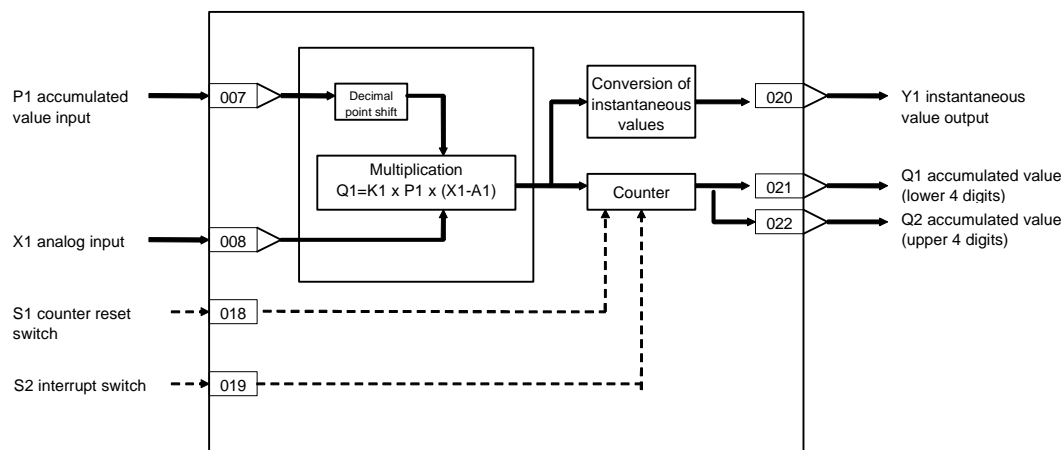 P1 accumulated
value input
007
Decimal
point shift
Conversion of
instantaneous
values
020
Y1 instantaneous
value output
Multiplication
Q1=K1 x P1 x (X1-A1)
Counter
021
Q1 accumulated value
(lower 4 digits)
022
Q2 accumulated value
(upper 4 digits)
X1 analog input
008
S1 counter reset
switch
018
S2 interrupt switch
019